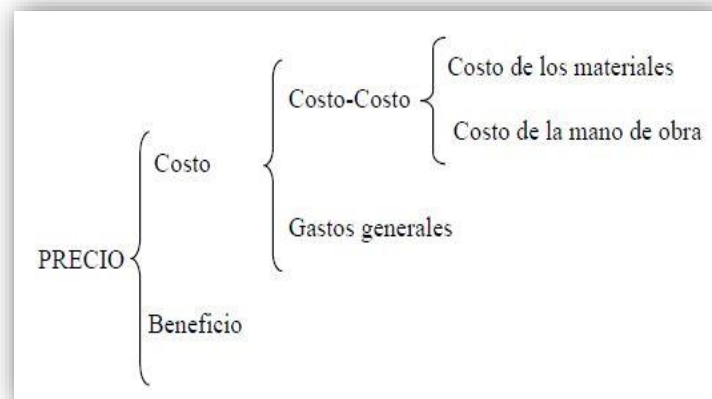 Costo de los materiales
Costo-Costo
Costo de la mano de obra
Costo
Gastos generales
PRECIO
Beneficio